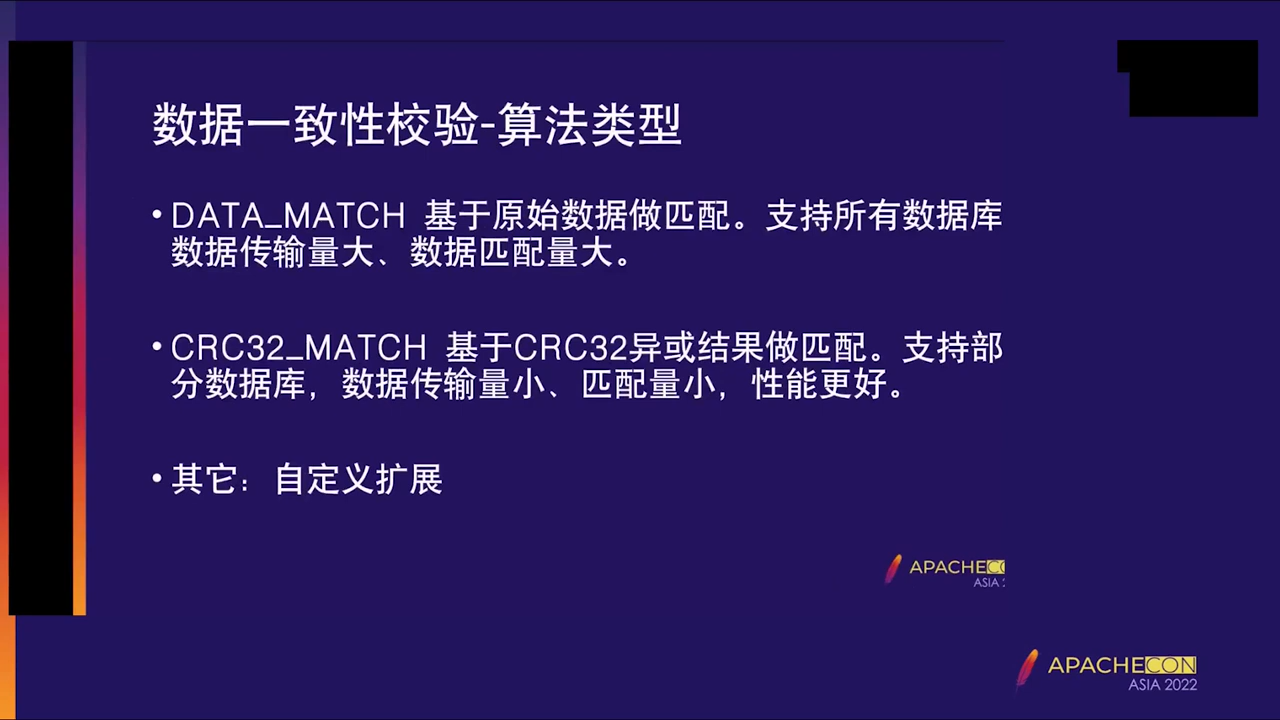 数据一致性校验-算法类型
• DATA_MATCH 基于原始数据做匹配。支持所有数据库
数据传输量大、数据匹配量大。
• CRC32_MATCH 基于CRC32异或结果做匹配。支持部
分数据库，数据传输量小、匹配量小，性能更好。
• 其它：自定义扩展
APACHECO
ASIA 2
APACHECON
ASIA 2022